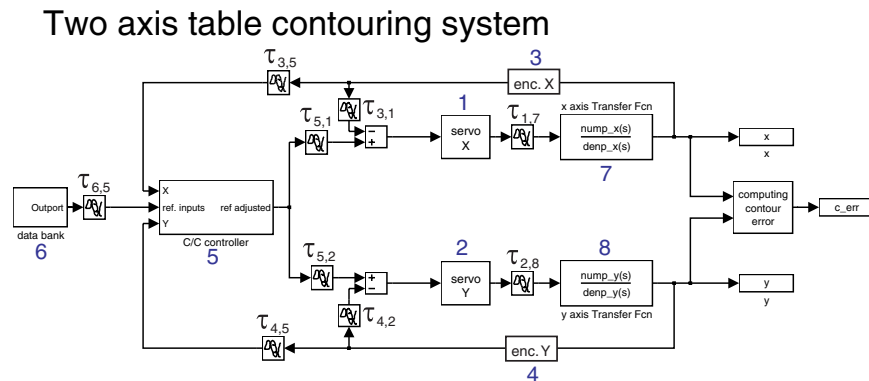 Two axis table contouring system
τ3,5
3
enc. X
τ3,1
1
τ1,7
x axis Transfer Fcn
τ5,1
servo
X
nump_x(s)
denp_x(s)
7
x
x
τ6,5
Outport
data bank
6
X
ref. inputs
Y
ref adjusted
C/C controller
5
computing
contour
error
c_err
τ5,2
2
servo
Y
τ2,8
8
nump_y(s)
denp_y(s)
y axis Transfer Fcn
y
y
τ4,2
τ4,5
enc. Y
4